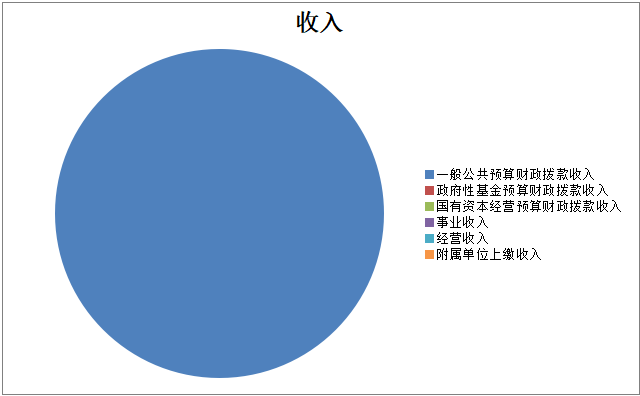 收入
一般公共预算财政拨款收入
政府性基金预算财政拨款收入
国有资本经营预算财政拨款收入
事业收入
经营收入
附属单位上缴收入